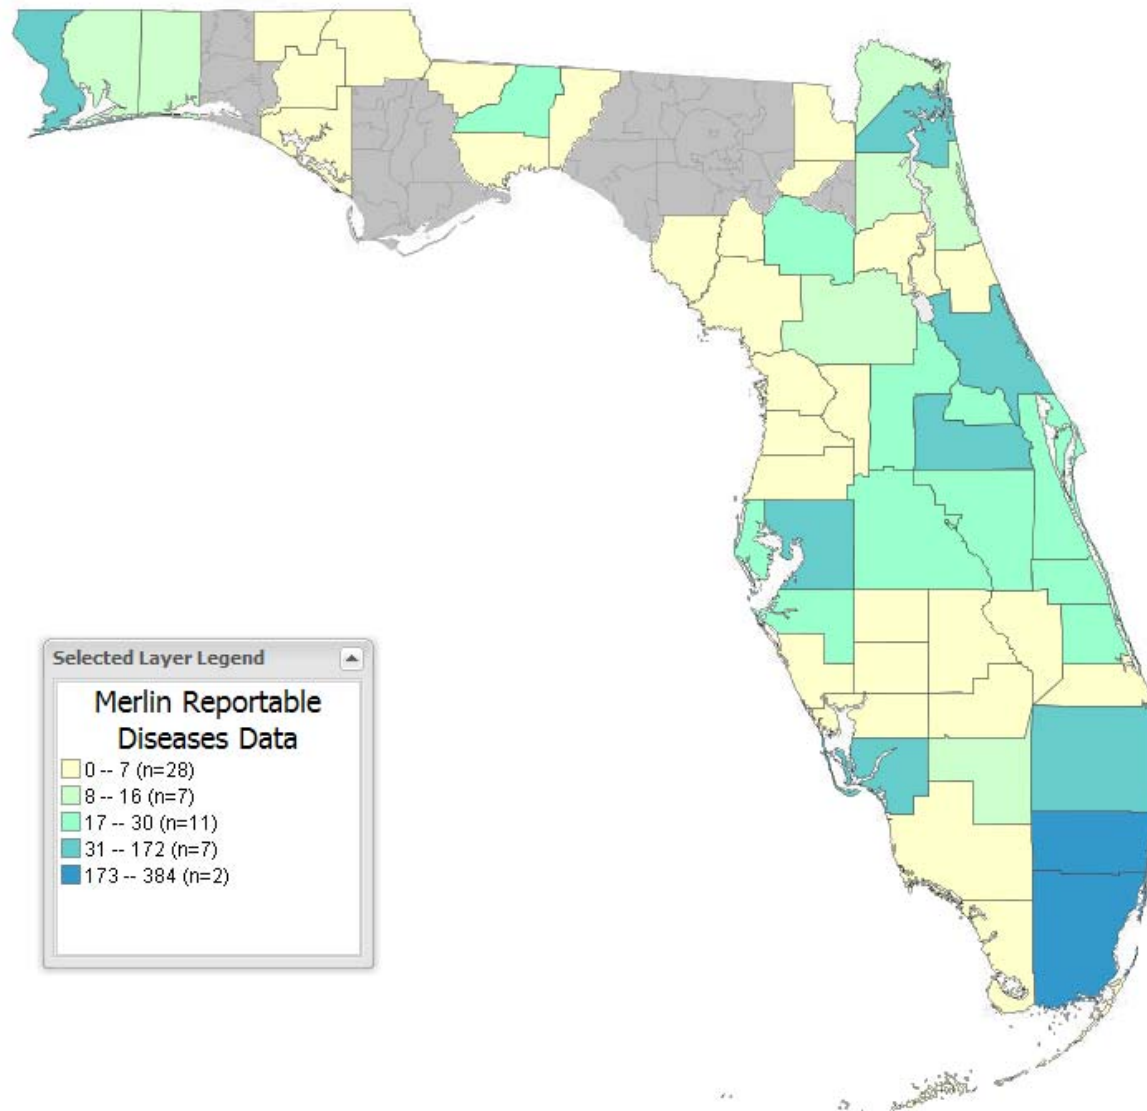 Selected Layer Legend
Merlin Reportable
Diseases Data
0 -- 7 (n=28)
8 -- 16 (n=7)
17 -- 30 (n=11)
31 -- 172 (n=7)
173 -- 384 (n=2)